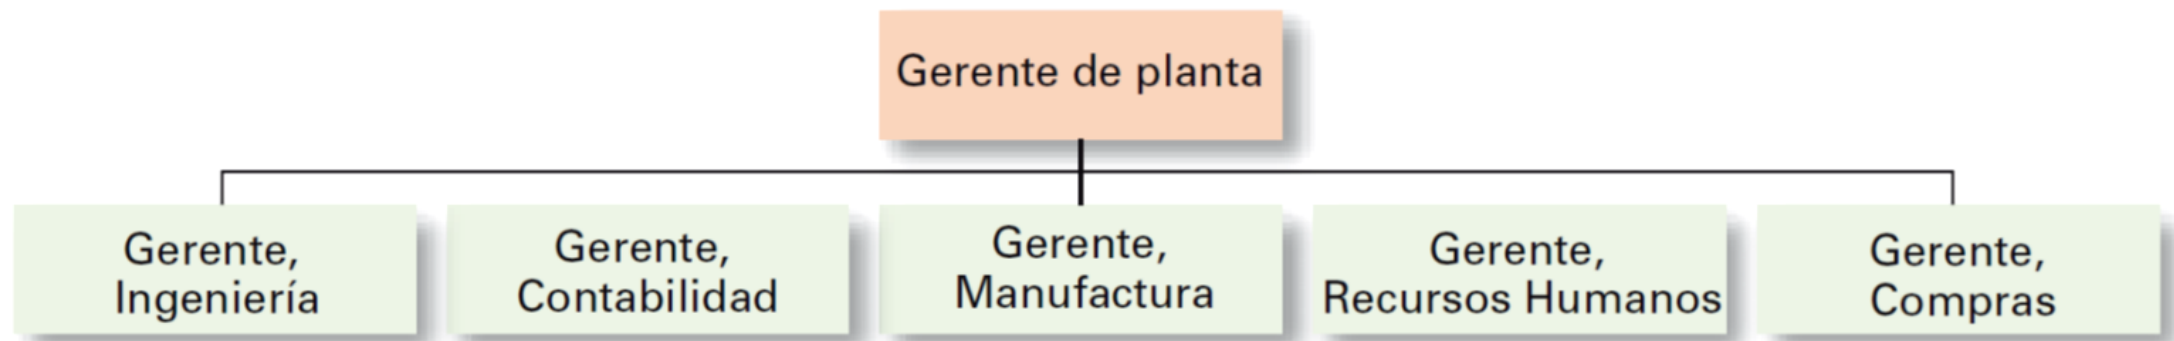 Gerente de planta
Gerente,
Ingeniería
Gerente,
Contabilidad
Gerente,
Manufactura
Gerente,
Recursos Humanos
Gerente,
Compras